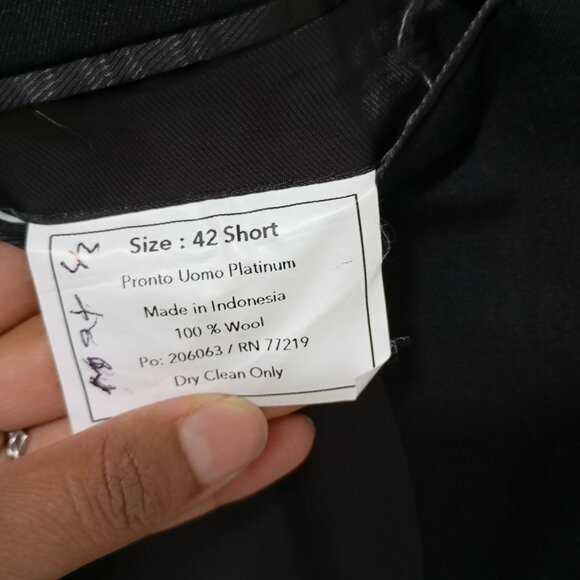 Size : 42 Short
Pronto Uomo Platinum
Made in Indonesia
100 % Wool
Po: 206063 / RN 77219
Dry Clean Only